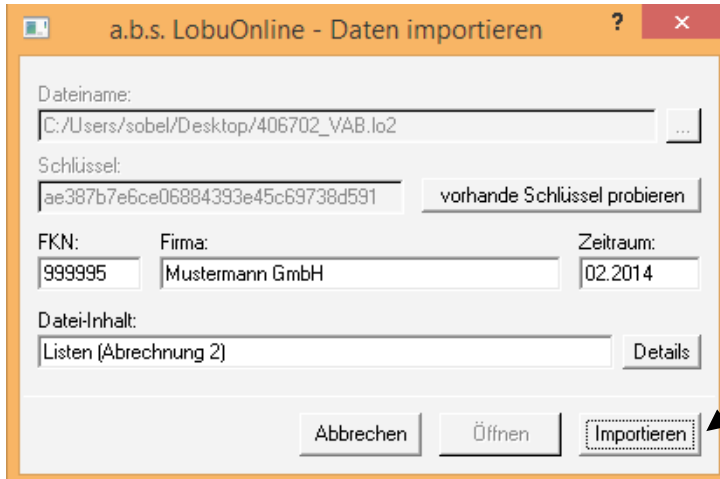 a.b.s. LobuOnline - Daten importieren ? ×
Dateiname:
C:/Users/sobel/Desktop/406702_VAB.lo2 ...
Schlüssel:
ae387b7e6ce06884393e45c69738d591 vorhande Schlüssel probieren
FKN: Firma: Zeitraum:
999995 Mustermann GmbH 02.2014
Datei-Inhalt:
Listen (Abrechnung 2) Details
Abbrechen Öffnen Importieren